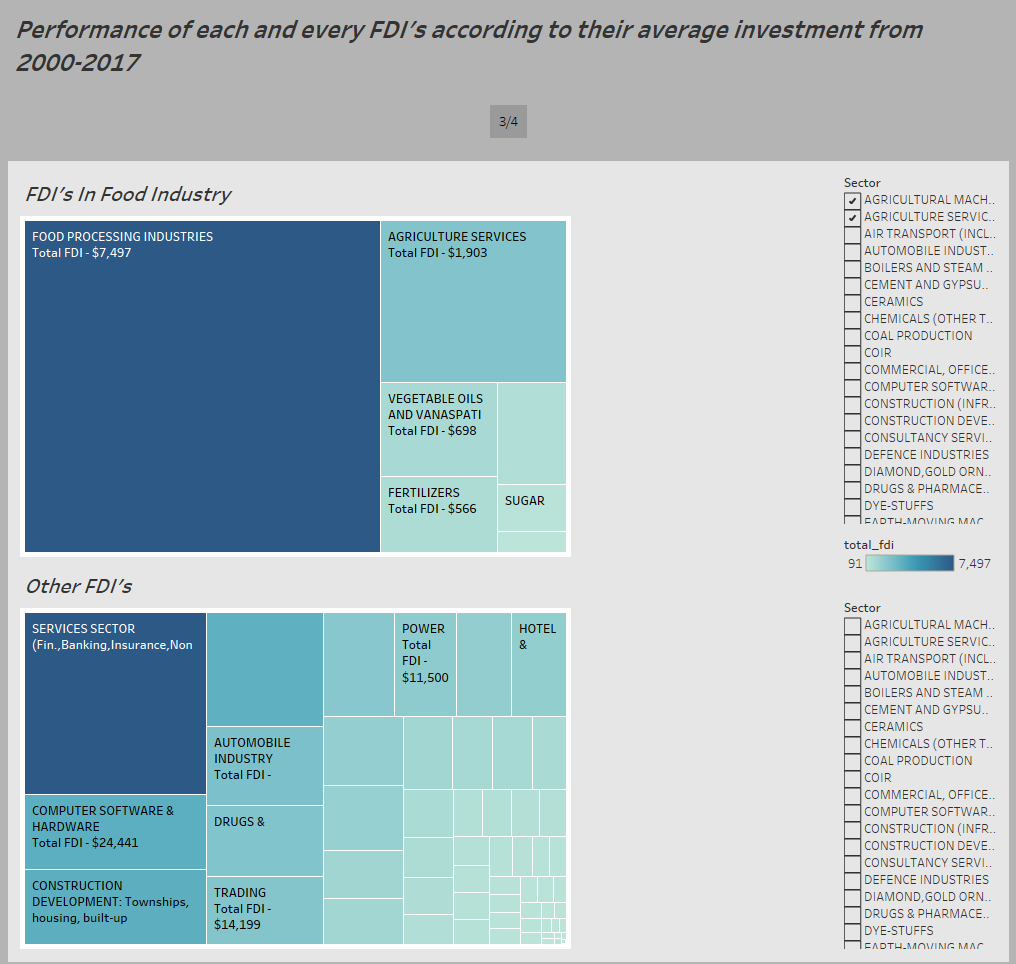 Performance of each and every FDI's according to their average investment from
2000-2017
3/4
FDI's In Food Industry
FOOD PROCESSING INDUSTRIES
Total FDI - $7,497
AGRICULTURE SERVICES
Total FDI - $1,903
VEGETABLE OILS
AND VANASPATI
Total FDI - $698
FERTILIZERS
Total FDI - $566
SUGAR
Other FDI's
SERVICES SECTOR
(Fin.,Banking,Insurance,Non
COMPUTER SOFTWARE &
HARDWARE
Total FDI - $24,441
CONSTRUCTION
DEVELOPMENT: Townships,
housing, built-up
AUTOMOBILE
INDUSTRY
Total FDI -
DRUGS &
TRADING
Total FDI -
$14,199
POWER
Total
FDI -
$11,500
HOTEL
&
Sector
AGRICULTURAL MACH..
AGRICULTURE SERVIC..
AIR TRANSPORT (INCL..
AUTOMOBILE INDUST..
BOILERS AND STEAM ..
CEMENT AND GYPSU..
CERAMICS
CHEMICALS (OTHER T..
COAL PRODUCTION
COIR
COMMERCIAL, OFFICE..
COMPUTER SOFTWAR..
CONSTRUCTION (INFR..
CONSTRUCTION DEVE..
CONSULTANCY SERVI..
DEFENCE INDUSTRIES
DIAMOND,GOLD ORN..
DRUGS & PHARMACE..
DYE-STUFFS
EARTH-MOVING MAC
total_fdi
91 7,497
Sector
AGRICULTURAL MACH..
AGRICULTURE SERVIC..
AIR TRANSPORT (INCL..
AUTOMOBILE INDUST..
BOILERS AND STEAM ..
CEMENT AND GYPSU..
CERAMICS
CHEMICALS (OTHER T..
COAL PRODUCTION
COIR
COMMERCIAL, OFFICE..
COMPUTER SOFTWAR..
CONSTRUCTION (INFR..
CONSTRUCTION DEVE..
CONSULTANCY SERVI..
DEFENCE INDUSTRIES
DIAMOND,GOLD ORN..
DRUGS & PHARMACE..
DYE-STUFFS
EARTH-MOVING MAC